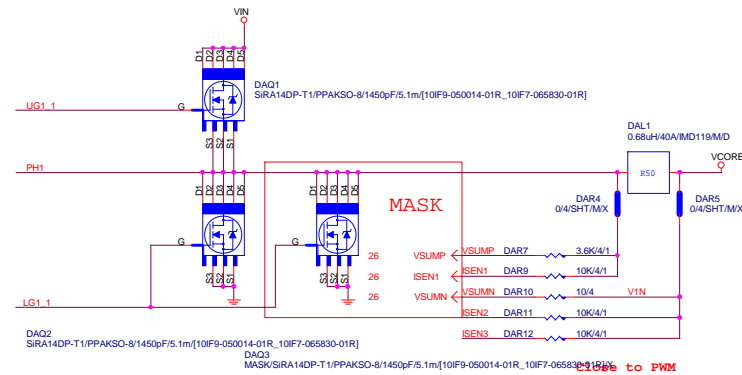 VIN
D1
D2
D3
D4
D5
DAQ1
SiRA14DP-T1/PPAKSO-8/1450pF/5.1m/[10IF9-050014-01R_10IF7-065830-01R]
UG1_1
G
S3
S2
S1
DAL1
0.68uH/40A/IMD119/M/D
VCORE
PH1
R50
D1
D2
D3
D4
D5
D1
D2
D3
D4
D5
MASK
DAR4
0/4/SHT/M/X
DAR5
0/4/SHT/M/X
G
G
26 VSUMP VSUMP DAR7 3.6K/4/1
26 ISEN1 ISEN1 DAR9 10K/4/1
26 VSUMN VSUMN DAR10 10/4 V1N
S3
S2
S1
S3
S2
S1
LG1_1
ISEN2 DAR11 10K/4/1
ISEN3 DAR12 10K/4/1
DAQ2
SiRA14DP-T1/PPAKSO-8/1450pF/5.1m/[10IF9-050014-01R_10IF7-065830-01R]
DAQ3
MASK/SiRA14DP-T1/PPAKSO-8/1450pF/5.1m/[10IF9-050014-01R_10IF7-065830-01R]/X
Close to PWM